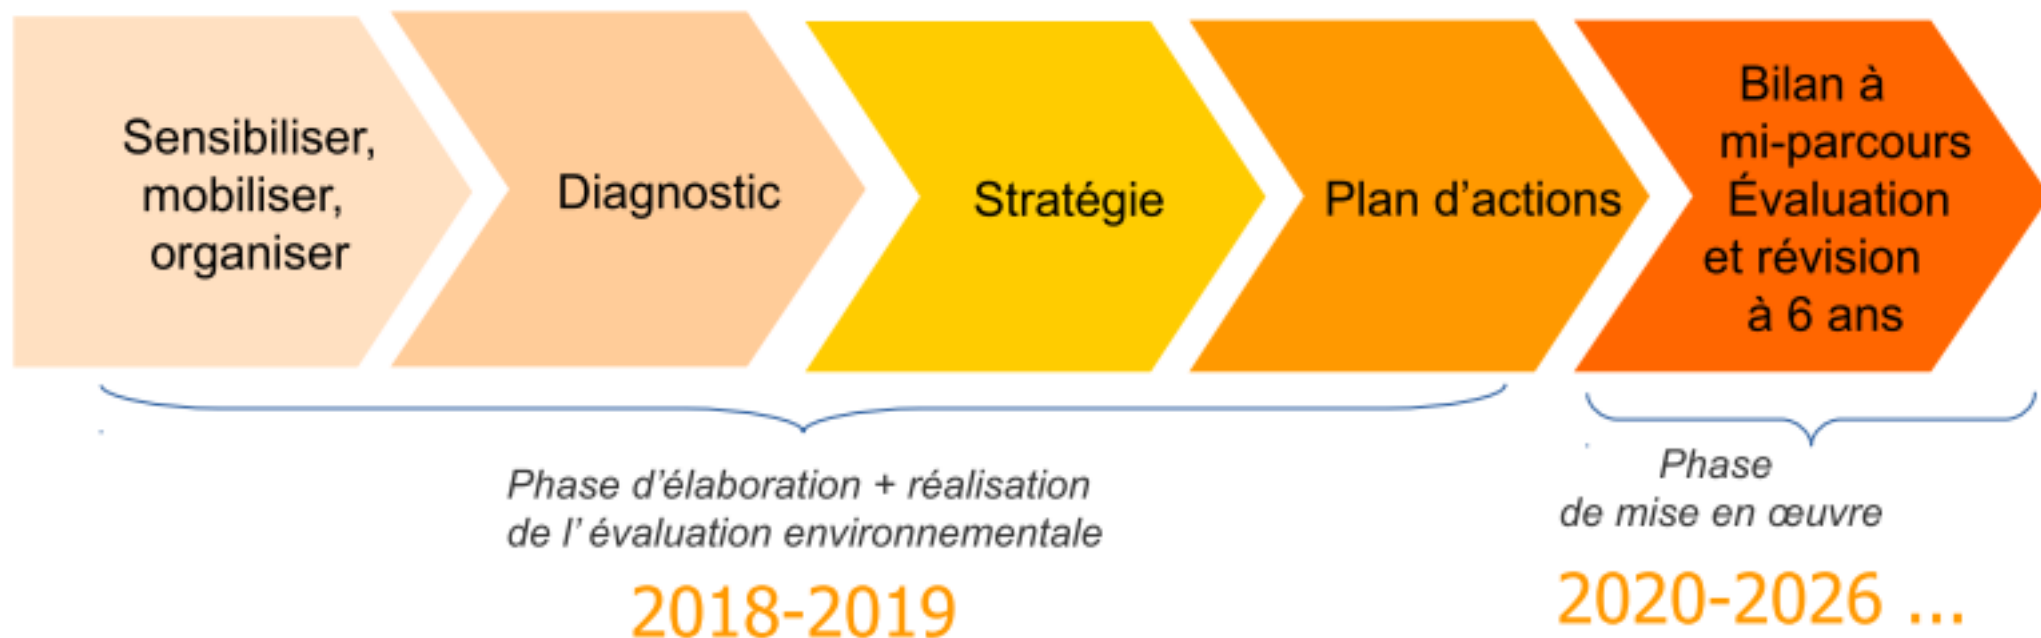 Sensibiliser,
mobiliser,
organiser
Diagnostic
Stratégie
Plan d’actions
Bilan à
mi-parcours
Évaluation
et révision
à 6 ans
Phase d’élaboration + réalisation
de l’ évaluation environnementale
2018-2019
Phase
de mise en œuvre
2020-2026 ...